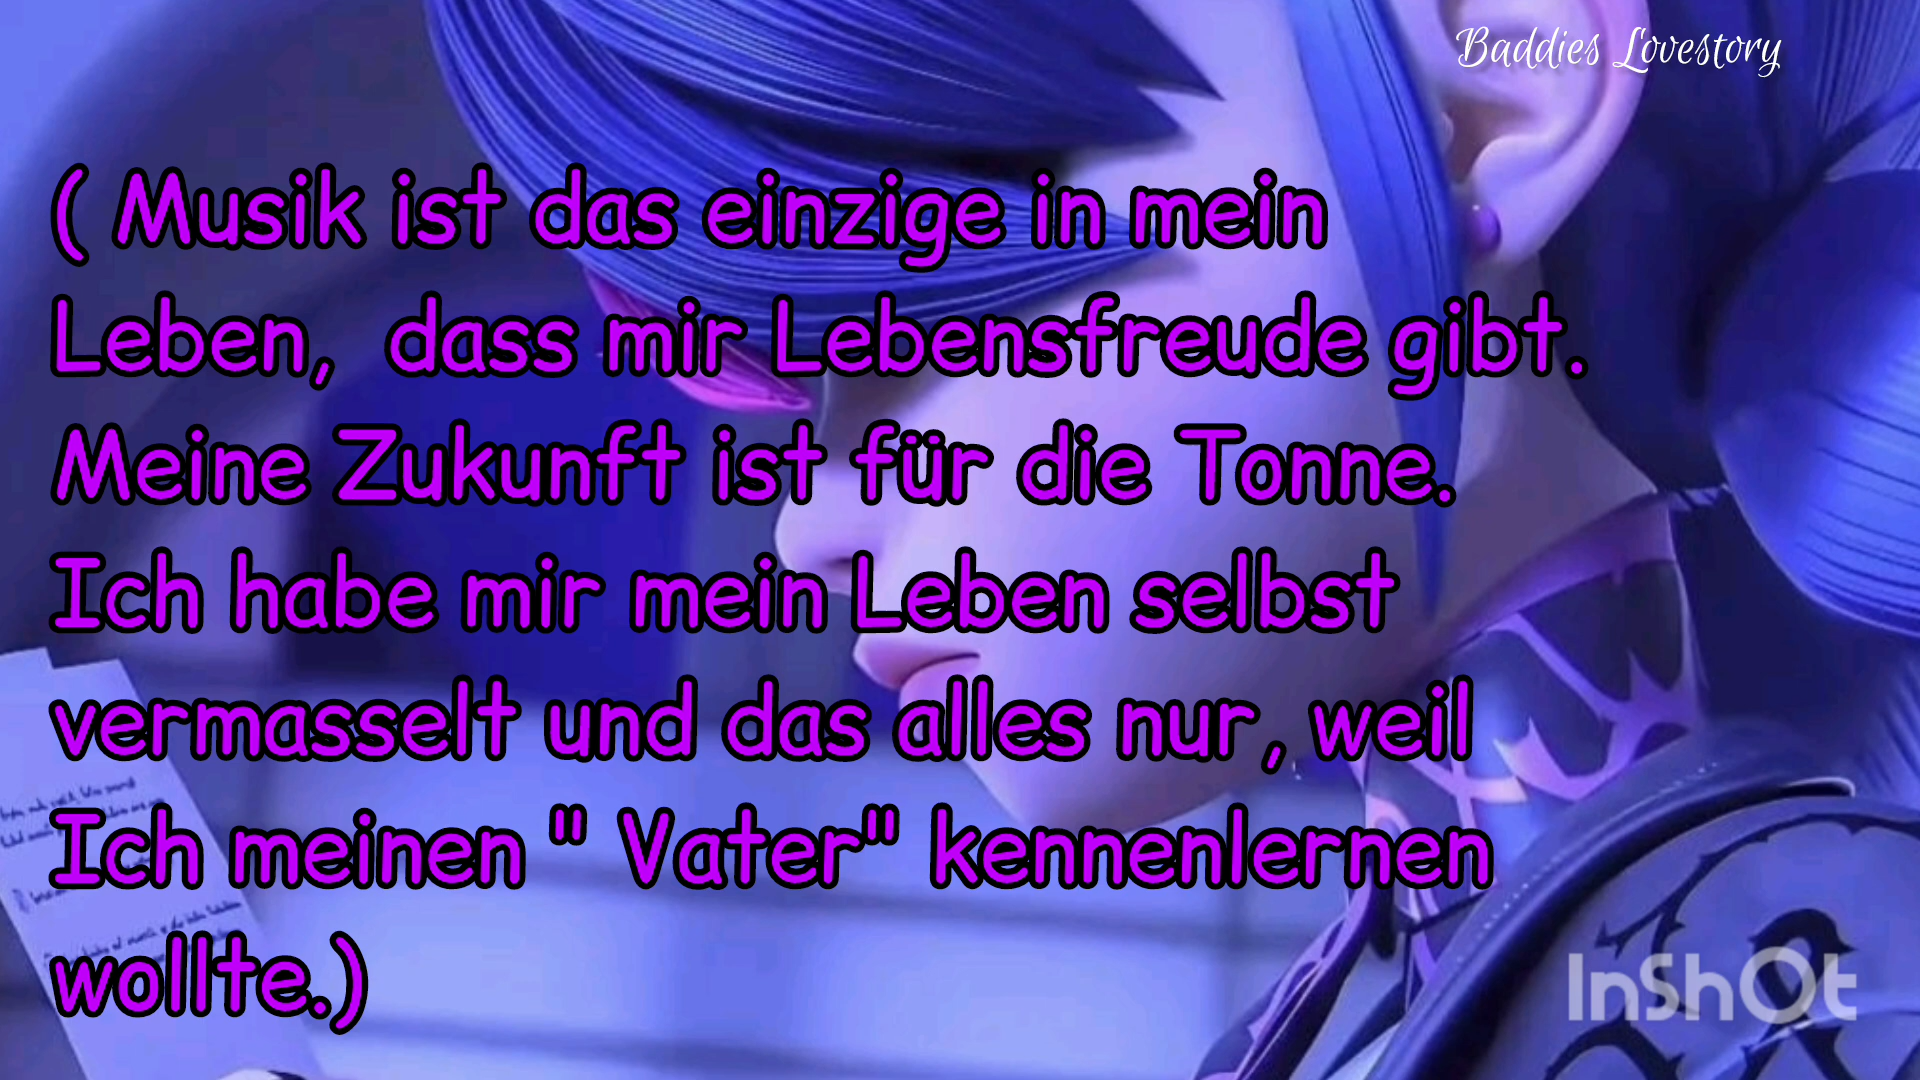 Baddies Lovestory
( Musik ist das einzige in mein
Leben,  dass mir Lebensfreude gibt.
Meine Zukunft ist für die Tonne.
Ich habe mir mein Leben selbst
vermasselt und das alles nur, weil
Ich meinen " Vater" kennenlernen
wollte.)
InShOt